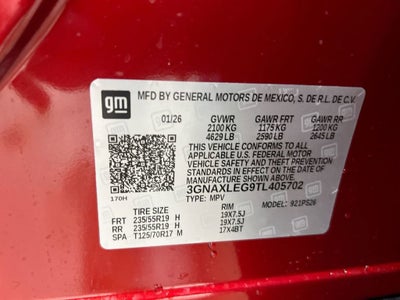 gm
MFD BY GENERAL MOTORS DE MEXICO, S. DE R.L. DE C.V.
01/26 GVWR GAWR FRT GAWR RR
2100 KG 1175 KG 1200 KG
4629 LB 2590 LB 2645 LB
THIS VEHICLE CONFORMS TO ALL
APPLICABLE U.S. FEDERAL MOTOR
VEHICLE SAFETY AND THEFT PREVENTION
STANDARDS IN EFFECT ON THE DATE OF
MANUFACTURE SHOWN ABOVE.
3GNAXLEG9TL405702
170H TYPE: MPV MODEL: 921PS26
TIRE SIZE RIM
FRT 235/55R19 H 19X7.5J
RR 235/55R19 H 19X7.5J
SPA T125/70R17 M 17X4BT